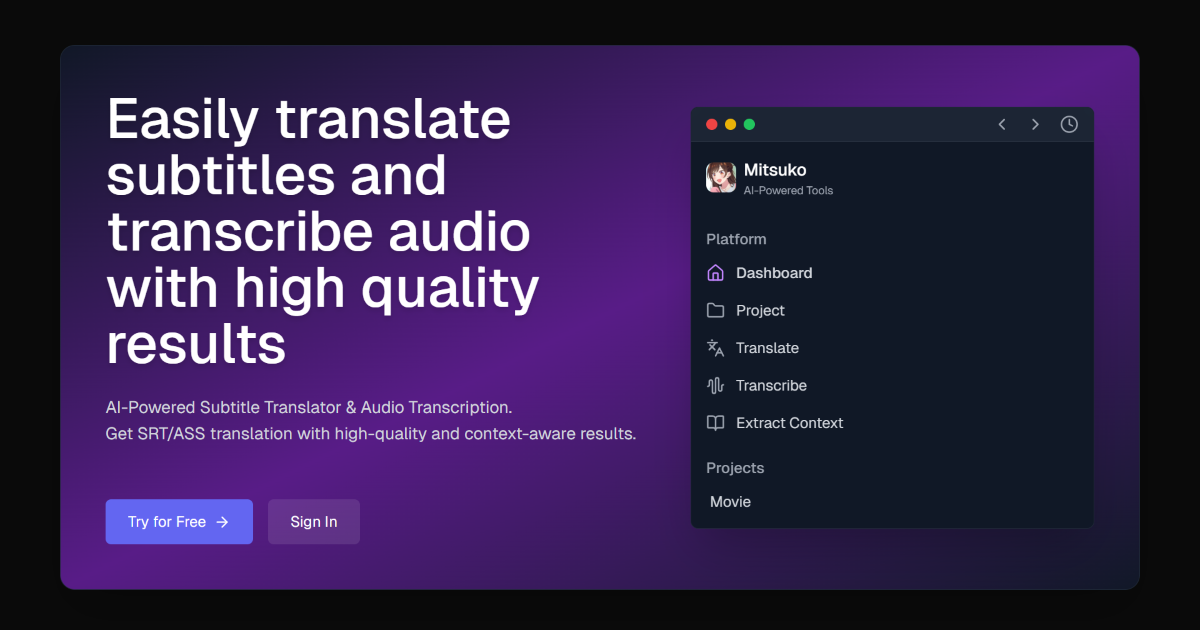 Easily translate
subtitles and
transcribe audio
with high quality
results
AI-Powered Subtitle Translator & Audio Transcription.
Get SRT/ASS translation with high-quality and context-aware results.
Try for Free
Sign In
Mitsuko
AI-Powered Tools
Platform
Dashboard
Project
Translate
Transcribe
Extract Context
Projects
Movie